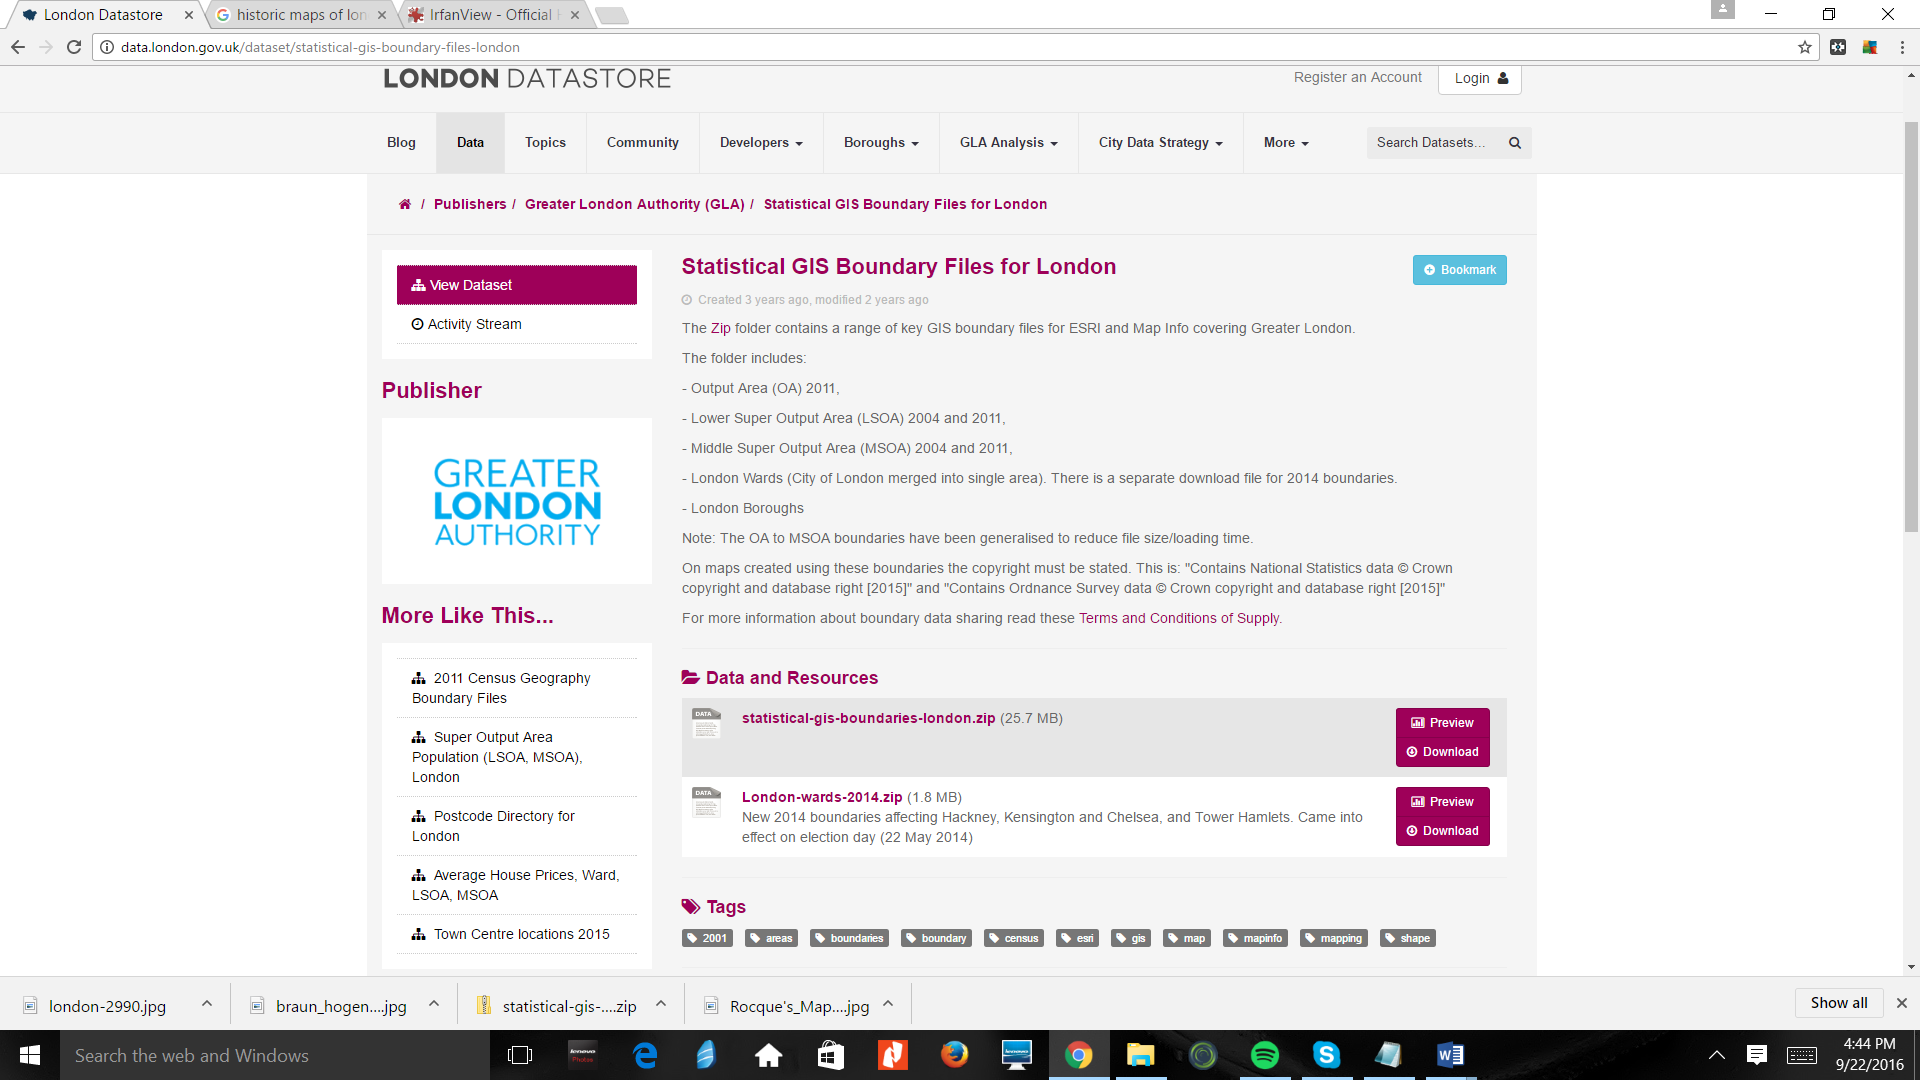 London Datastore
historic maps of lon
IrfanView - Official
data.london.gov.uk/dataset/statistical-gis-boundary-files-london
LONDON DATASTORE
Register an Account
Login
Blog
Data
Topics
Community
Developers
Boroughs
GLA Analysis
City Data Strategy
More
Search Datasets...
/ Publishers / Greater London Authority (GLA) / Statistical GIS Boundary Files for London
View Dataset
Activity Stream
Publisher
GREATER
LONDON
AUTHORITY
More Like This...
2011 Census Geography
Boundary Files
Super Output Area
Population (LSOA, MSOA),
London
Postcode Directory for
London
Average House Prices, Ward,
LSOA, MSOA
Town Centre locations 2015
Statistical GIS Boundary Files for London
Bookmark
Created 3 years ago, modified 2 years ago
The Zip folder contains a range of key GIS boundary files for ESRI and Map Info covering Greater London.
The folder includes:
- Output Area (OA) 2011,
- Lower Super Output Area (LSOA) 2004 and 2011,
- Middle Super Output Area (MSOA) 2004 and 2011,
- London Wards (City of London merged into single area). There is a separate download file for 2014 boundaries.
- London Boroughs
Note: The OA to MSOA boundaries have been generalised to reduce file size/loading time.
On maps created using these boundaries the copyright must be stated. This is: "Contains National Statistics data © Crown
copyright and database right [2015]" and "Contains Ordnance Survey data © Crown copyright and database right [2015]"
For more information about boundary data sharing read these Terms and Conditions of Supply.
Data and Resources
DATA
statistical-gis-boundaries-london.zip (25.7 MB)
Preview
Download
DATA
London-wards-2014.zip (1.8 MB)
New 2014 boundaries affecting Hackney, Kensington and Chelsea, and Tower Hamlets. Came into
effect on election day (22 May 2014)
Preview
Download
Tags
2001
areas
boundaries
boundary
census
esri
gis
map
mapinfo
mapping
shape
london-2990.jpg
braun_hogen....jpg
statistical-gis-....zip
Rocque's_Map....jpg
Show all
Search the web and Windows
lenovo
Photos
lenovo
4:44 PM
9/22/2016